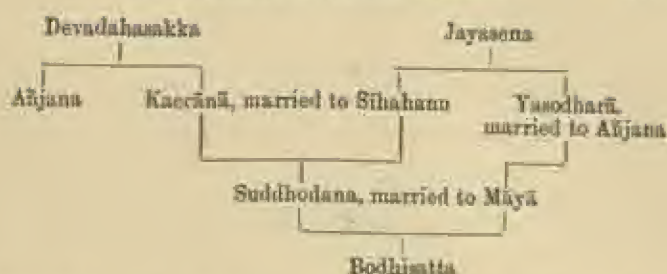 Devadahasakka Jayasena
Añjana Kaccānā, married to Sīhahanu Yasodharā,
married to Añjana
Suddhodana, married to Māyā
Bodhisatta